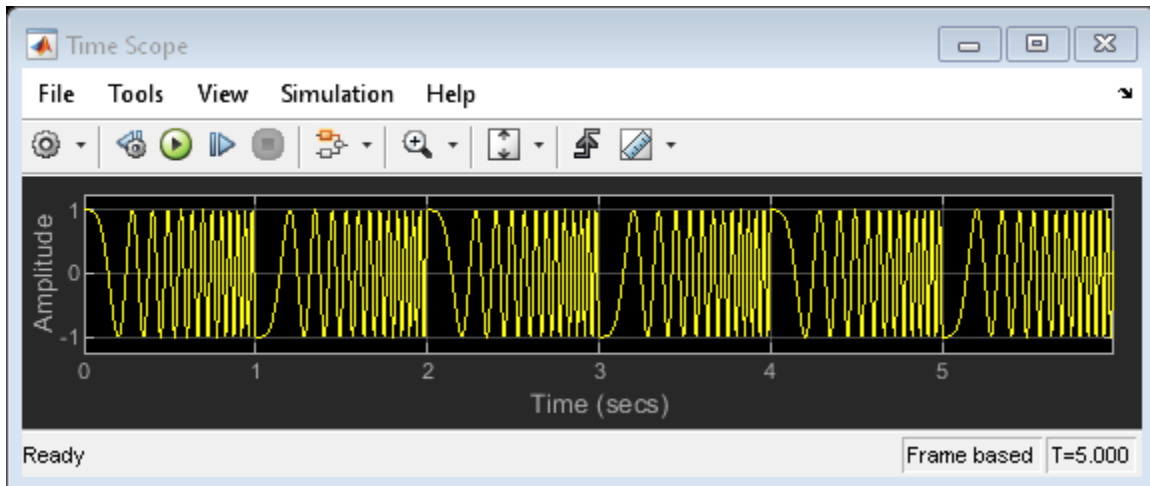 Time Scope
File Tools View Simulation Help
Amplitude
1
0
-1
0 1 2 3 4 5
Time (secs)
Ready Frame based T=5.000